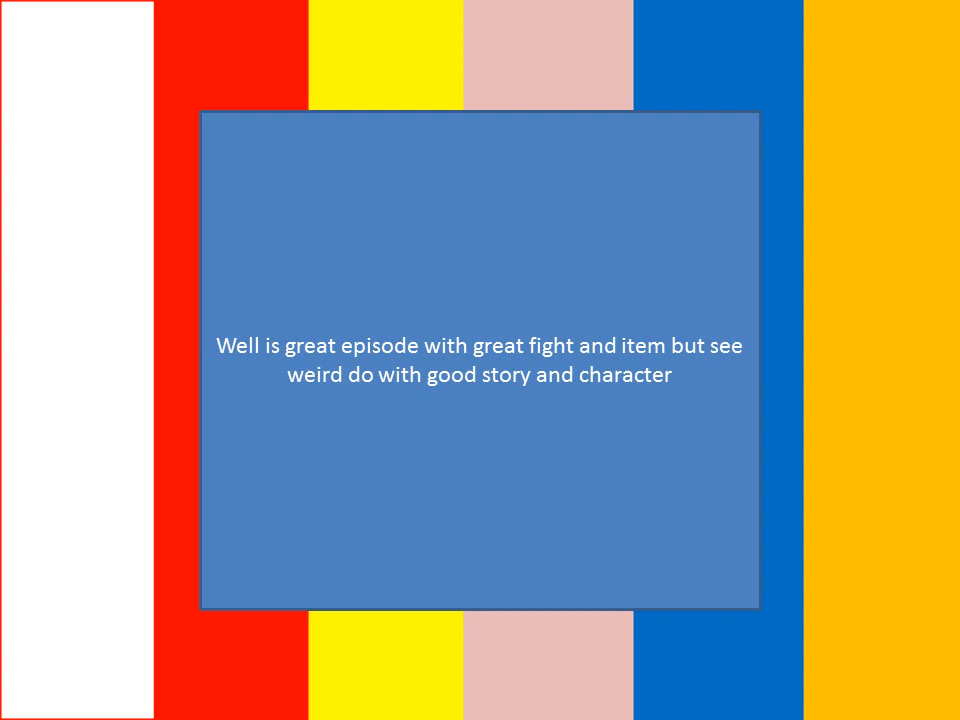 Well is great episode with great fight and item but see
weird do with good story and character